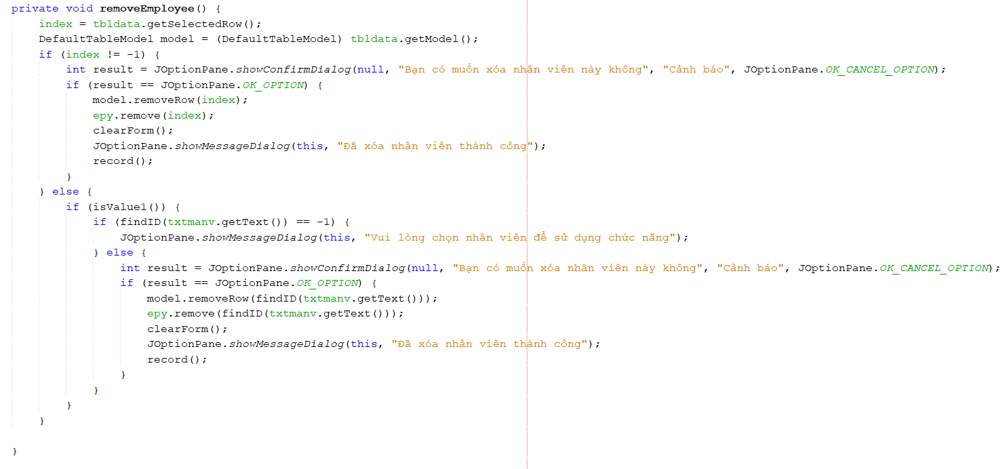 private void removeEmployee() {
    index = tbldata.getSelectedRow();
    DefaultTableModel model = (DefaultTableModel) tbldata.getModel();
    if (index != -1) {
        int result = JOptionPane.showConfirmDialog(null, "Bạn có muốn xóa nhân viên này không", "Cảnh báo", JOptionPane.OK_CANCEL_OPTION);
        if (result == JOptionPane.OK_OPTION) {
            model.removeRow(index);
            epy.remove(index);
            clearForm();
            JOptionPane.showMessageDialog(this, "Đã xóa nhân viên thành công");
            record();
        }
    } else {
        if (isValue1()) {
            if (findID(txtmanv.getText()) == -1) {
                JOptionPane.showMessageDialog(this, "Vui lòng chọn nhân viên để sử dụng chức năng");
            } else {
                int result = JOptionPane.showConfirmDialog(null, "Bạn có muốn xóa nhân viên này không", "Cảnh báo", JOptionPane.OK_CANCEL_OPTION);
                if (result == JOptionPane.OK_OPTION) {
                    model.removeRow(findID(txtmanv.getText()));
                    epy.remove(findID(txtmanv.getText()));
                    clearForm();
                    JOptionPane.showMessageDialog(this, "Đã xóa nhân viên thành công");
                    record();
                }
            }
        }
    }
}